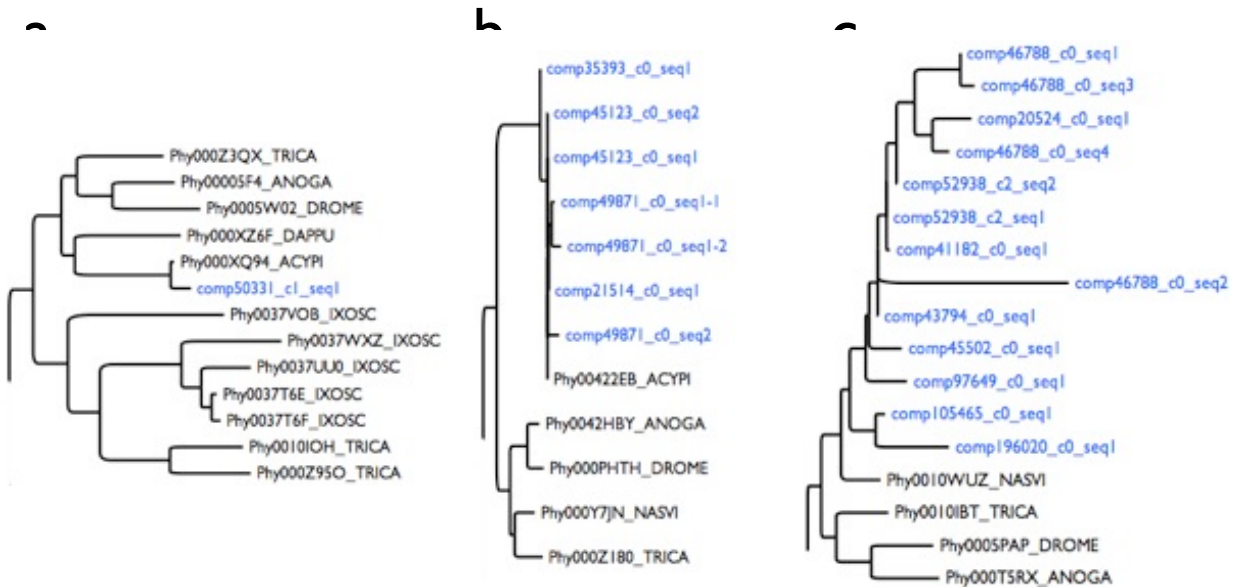 a
b
c
Phy000Z3QX_TRICA
Phy00005F4_ANOGA
Phy0005W02_DROME
Phy000XZ6F_DAPPU
Phy000XQ94_ACYPI
comp50331_c1_seq1
Phy0037VOB_IXOSC
Phy0037WXZ_IXOSC
Phy0037UU0_IXOSC
Phy0037T6E_IXOSC
Phy0037T6F_IXOSC
Phy0010IOH_TRICA
Phy000Z95O_TRICA
comp35393_c0_seq1
comp45123_c0_seq2
comp45123_c0_seq1
comp49871_c0_seq1-1
comp49871_c0_seq1-2
comp21514_c0_seq1
comp49871_c0_seq2
Phy00422EB_ACYPI
Phy0042HBY_ANOGA
Phy000PHTH_DROME
Phy000Y7JN_NASVI
Phy000Z180_TRICA
comp46788_c0_seq1
comp46788_c0_seq3
comp20524_c0_seq1
comp46788_c0_seq4
comp52938_c2_seq2
comp52938_c2_seq1
comp41182_c0_seq1
comp46788_c0_seq2
comp43794_c0_seq1
comp45502_c0_seq1
comp97649_c0_seq1
comp105465_c0_seq1
comp196020_c0_seq1
Phy0010WUZ_NASVI
Phy0010IBT_TRICA
Phy0005PAP_DROME
Phy000T5RX_ANOGA